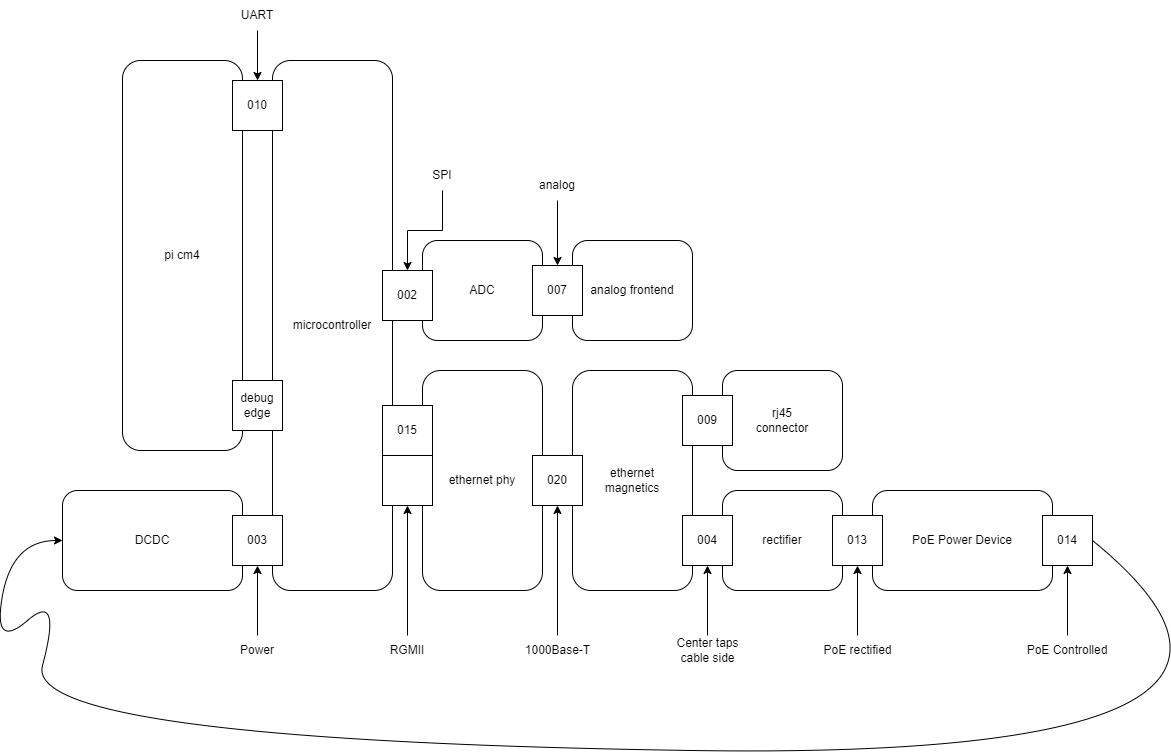 UART
010
SPI
analog
pi cm4
002
ADC
007
analog frontend
microcontroller
debug
edge
015
009
rj45
connector
ethernet phy
020
ethernet
magnetics
DCDC
003
004
rectifier
013
PoE Power Device
014
Power
RGMII
1000Base-T
Center taps
cable side
PoE rectified
PoE Controlled